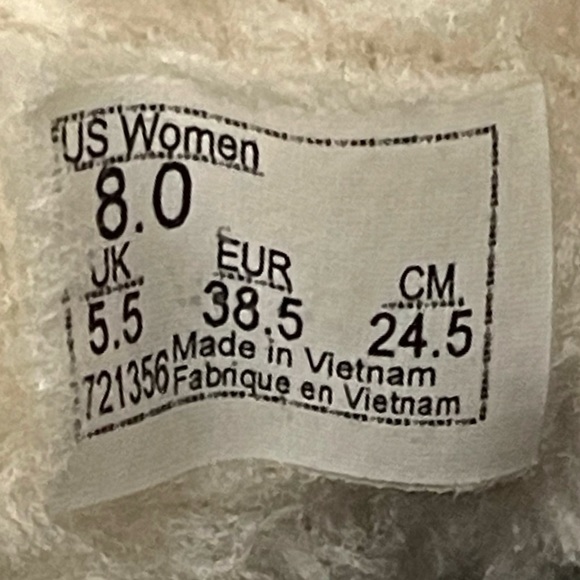 US Women
8.0
UK EUR CM
5.5 38.5 24.5
Made in Vietnam
721356 Fabrique en Vietnam